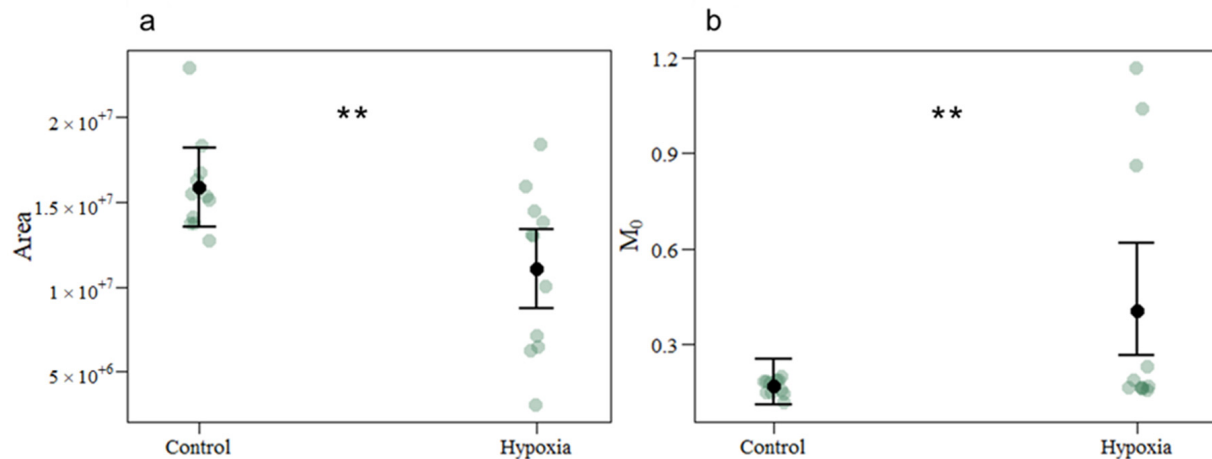 a
**
Area
2 × 10⁺⁷
1.5 × 10⁺⁷
1 × 10⁺⁷
5 × 10⁺⁶
Control
Hypoxia
b
**
M₀
1.2
0.9
0.6
0.3
Control
Hypoxia